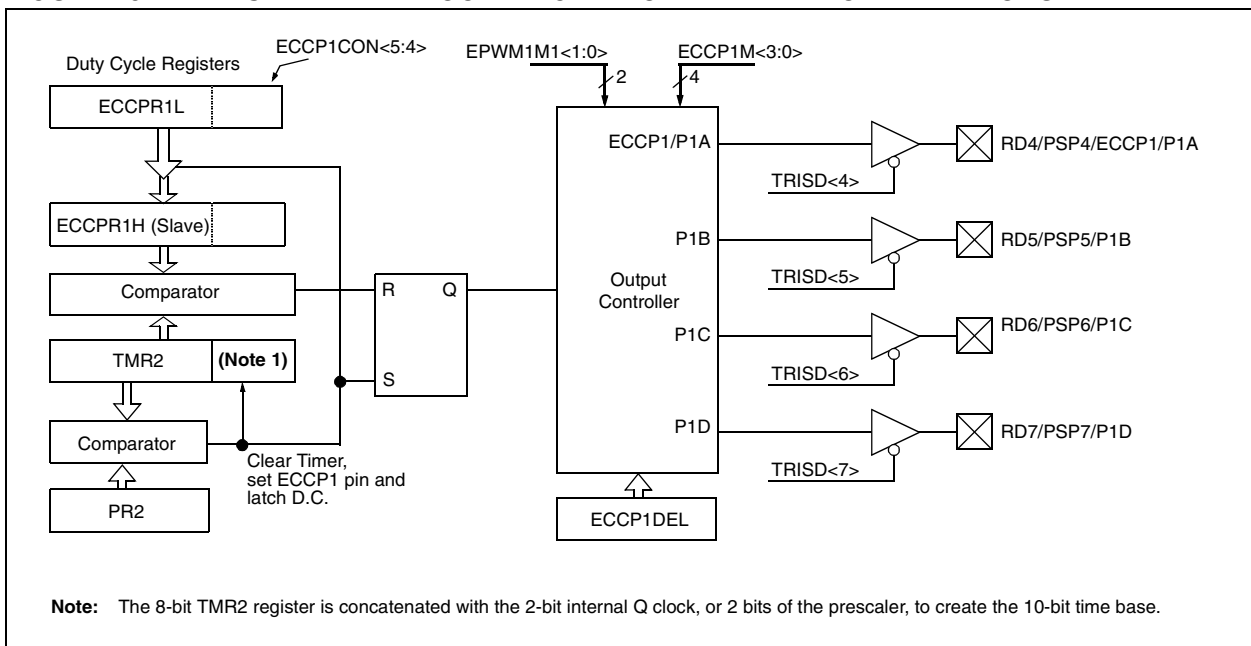 ECCP1CON<5:4>
Duty Cycle Registers
ECCPR1L
ECCPR1H (Slave)
Comparator
TMR2
(Note 1)
Comparator
PR2
Clear Timer,
set ECCP1 pin and
latch D.C.
R
Q
S
EPWM1M1<1:0>
2
ECCP1M<3:0>
4
Output
Controller
ECCP1/P1A
P1B
P1C
P1D
ECCP1DEL
TRISD<4>
RD4/PSP4/ECCP1/P1A
TRISD<5>
RD5/PSP5/P1B
TRISD<6>
RD6/PSP6/P1C
TRISD<7>
RD7/PSP7/P1D
Note: The 8-bit TMR2 register is concatenated with the 2-bit internal Q clock, or 2 bits of the prescaler, to create the 10-bit time base.